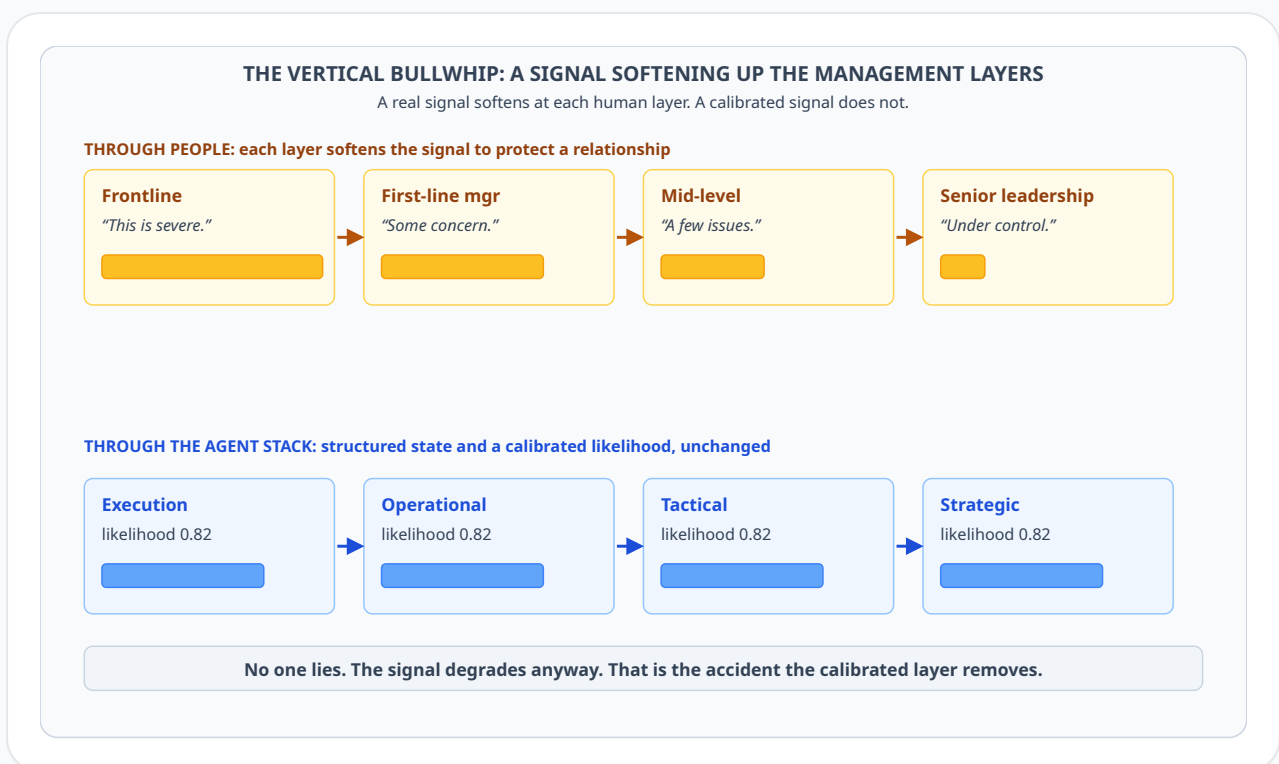 THE VERTICAL BULLWHIP: A SIGNAL SOFTENING UP THE MANAGEMENT LAYERS
A real signal softens at each human layer. A calibrated signal does not.
THROUGH PEOPLE: each layer softens the signal to protect a relationship
Frontline
“This is severe.”
First-line mgr
“Some concern.”
Mid-level
“A few issues.”
Senior leadership
“Under control.”
THROUGH THE AGENT STACK: structured state and a calibrated likelihood, unchanged
Execution
likelihood 0.82
Operational
likelihood 0.82
Tactical
likelihood 0.82
Strategic
likelihood 0.82
No one lies. The signal degrades anyway. That is the accident the calibrated layer removes.